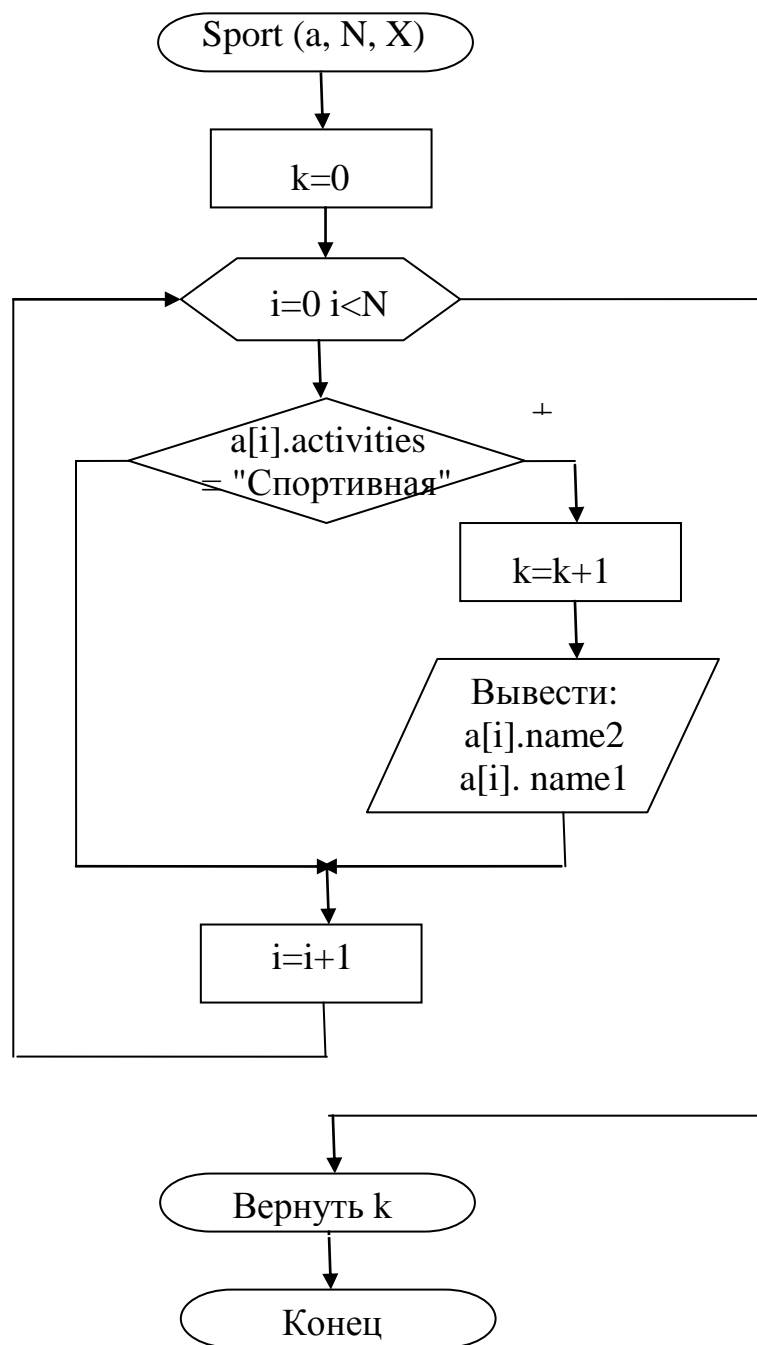 Sport (a, N, X)
k=0
i=0 i<N
a[i].activities
= "Спортивная"
+
k=k+1
Вывести:
a[i].name2
a[i]. name1
i=i+1
Вернуть k
Конец